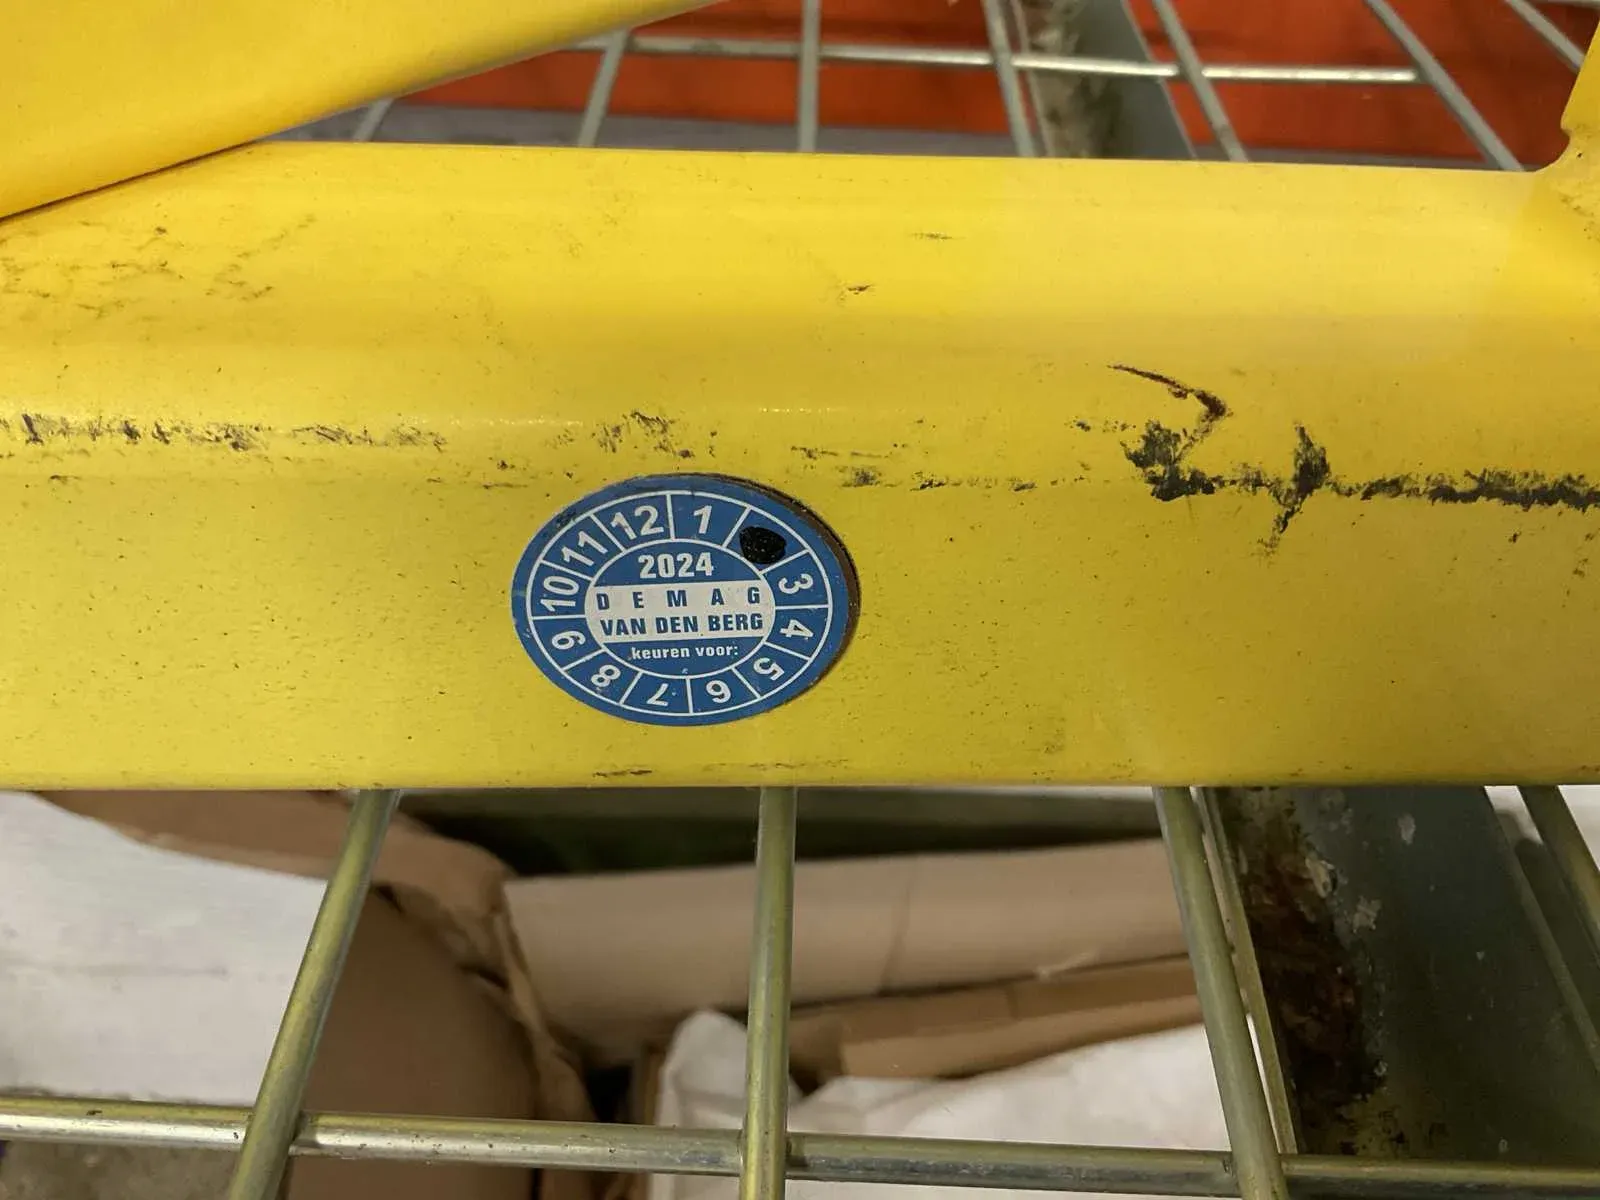 12 1 3 4 5 6 7 8 9 10 11
2024
DEMAG
VAN DEN BERG
keuren voor: